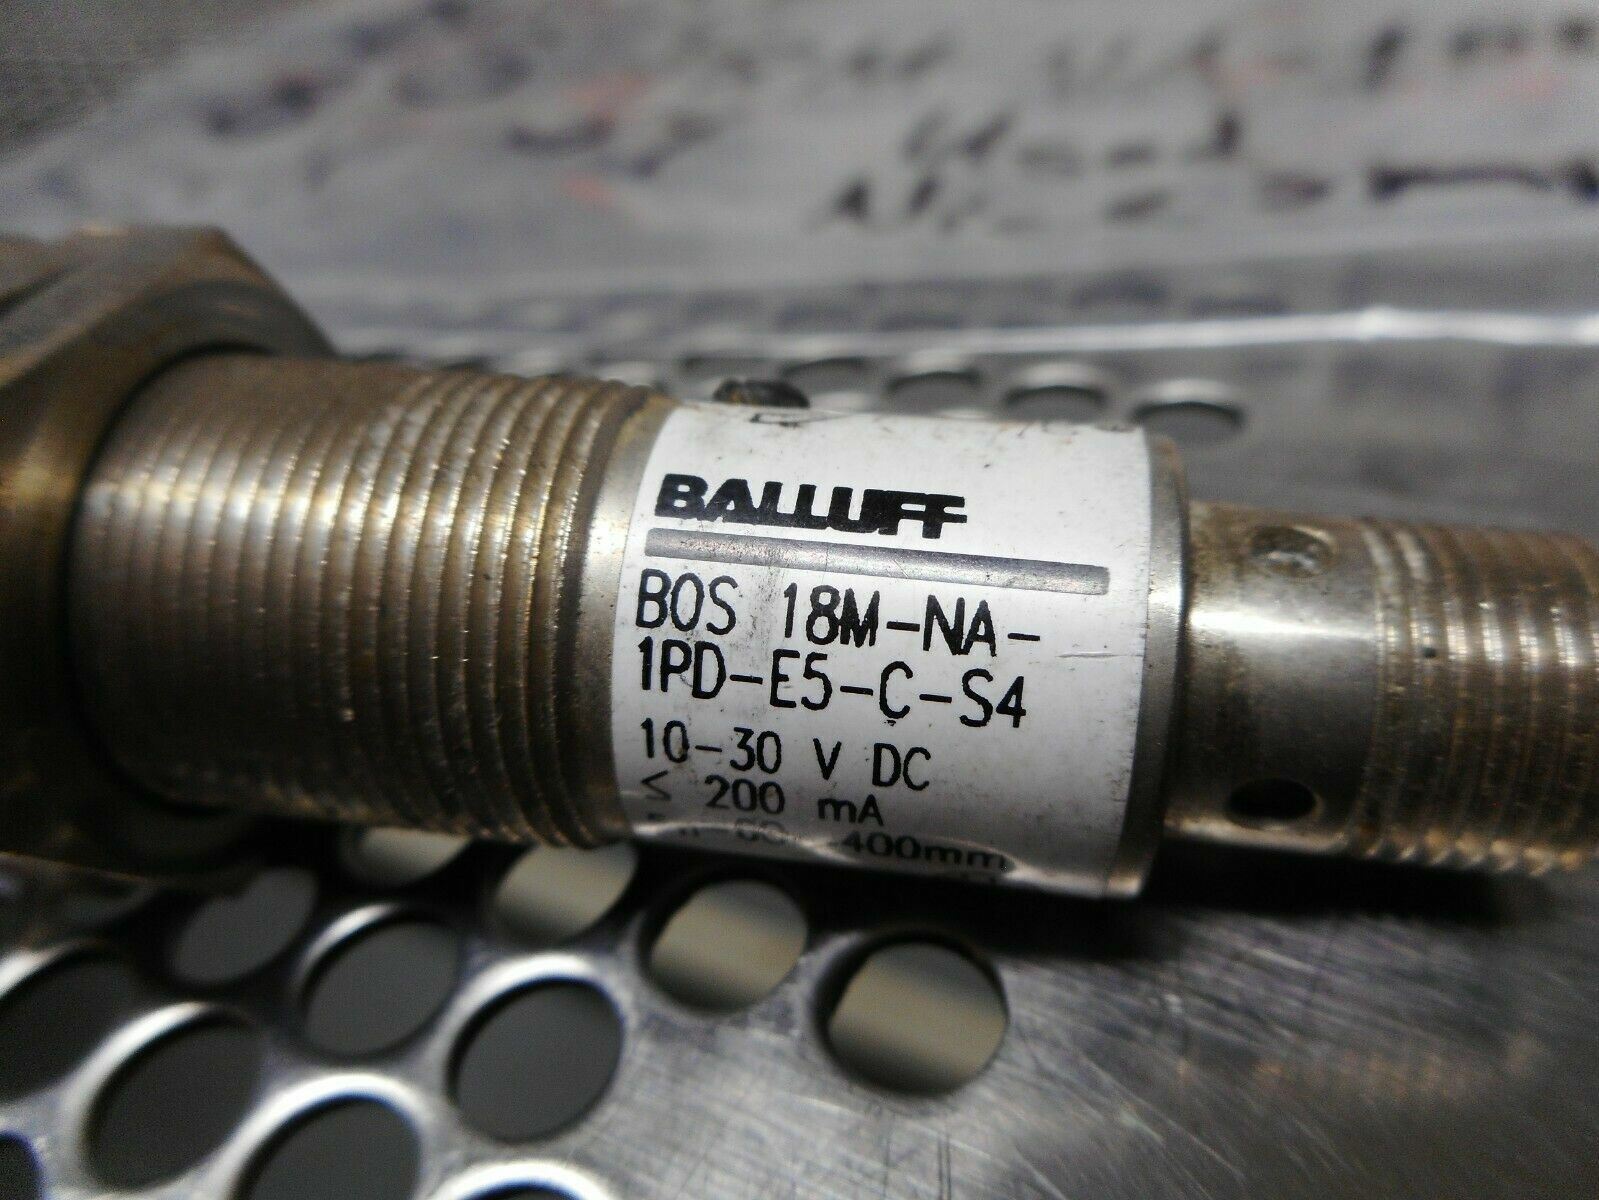 BALLUFF
BOS 18M-NA-
1PD-E5-C-S4
10-30 V DC
≤ 200 mA
400mm